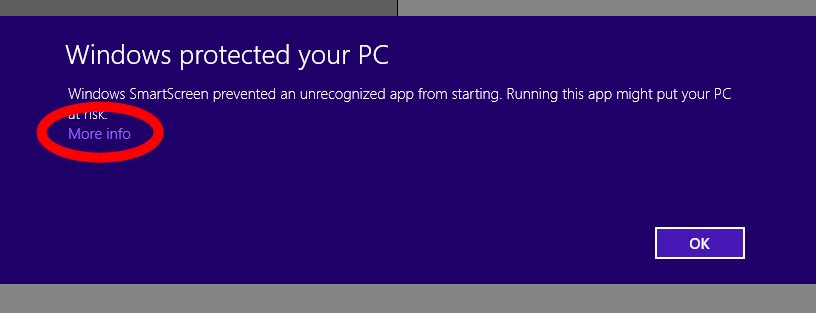 Windows protected your PC
Windows SmartScreen prevented an unrecognized app from starting. Running this app might put your PC
at risk.
More info
OK